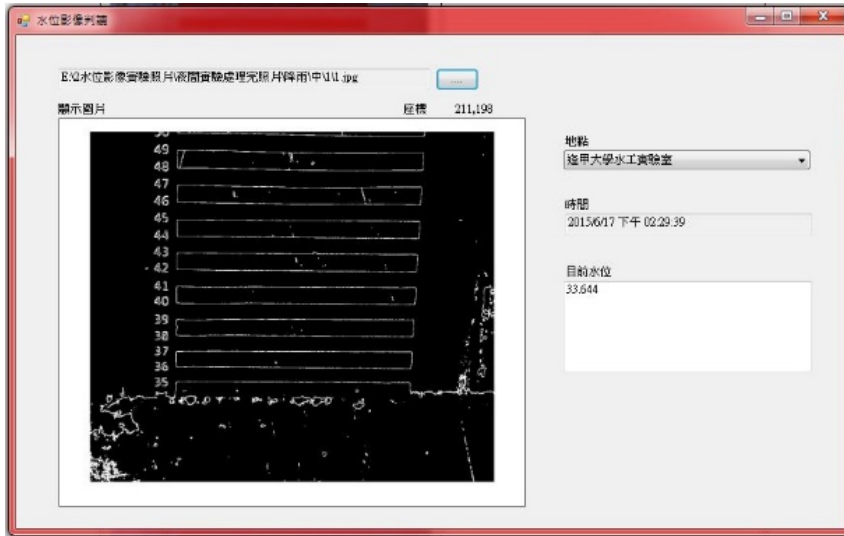 水位影像判讀
E:\2水位影像實驗照片\夜間實驗處理完照片\降雨\中\1\1.jpg
....
顯示圖片
座標 211,198
地點
逢甲大學水工實驗室
時間
2015/6/17 下午 02:29:39
目前水位
33.644
50
49
48
47
46
45
44
43
42
41
40
39
38
37
36
35